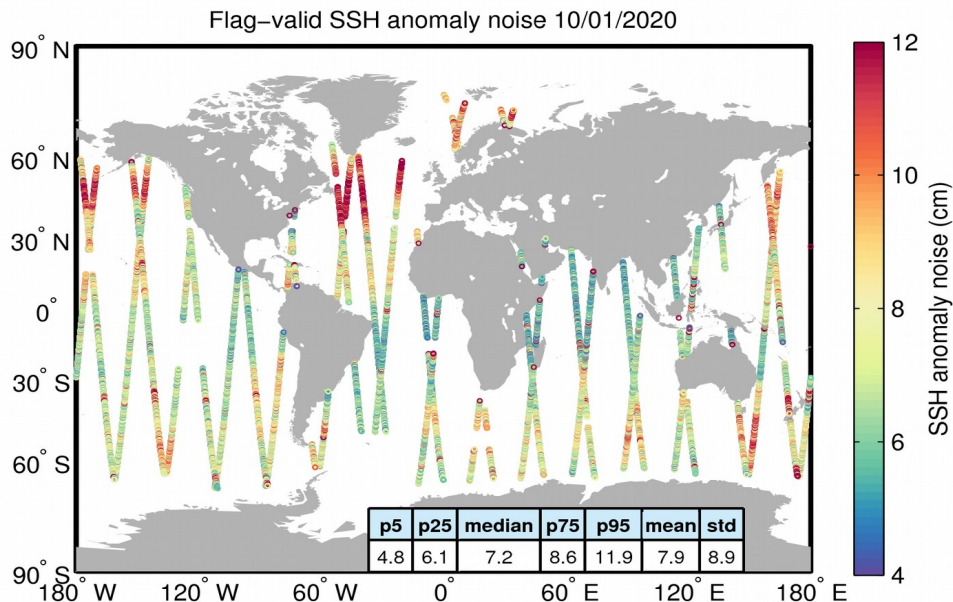 Flag−valid SSH anomaly noise 10/01/2020
90° N
60° N
30° N
0°
30° S
60° S
90° S
180° W
120° W
60° W
0°
60° E
120° E
180° E
p5 p25 median p75 p95 mean std
4.8 6.1 7.2 8.6 11.9 7.9 8.9
12
10
8
6
4
SSH anomaly noise (cm)